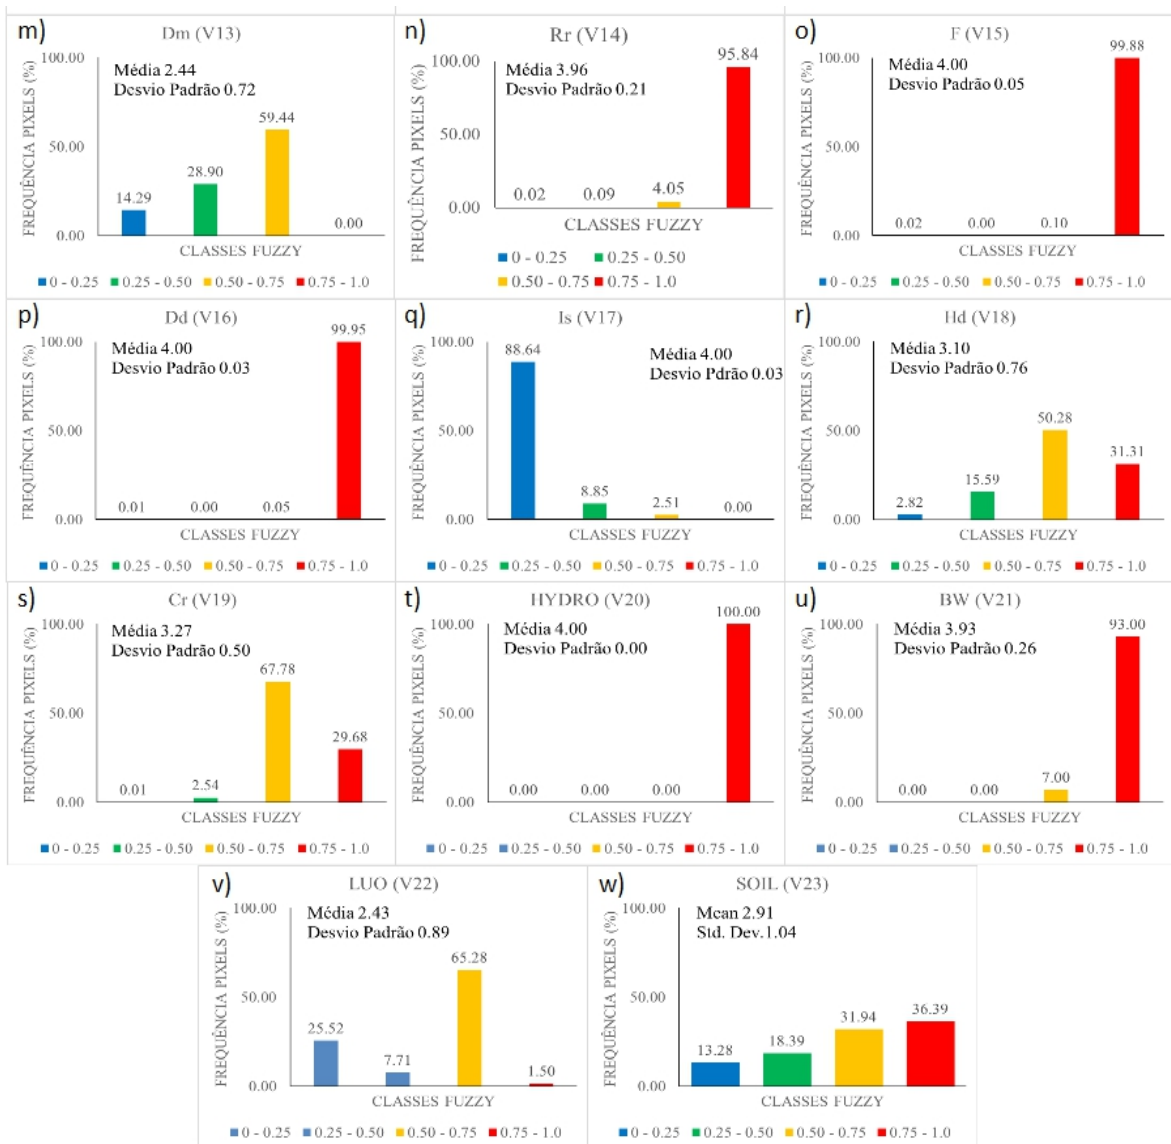 m)
Dm (V13)
FREQUÊNCIA PIXELS (%)
100.00
50.00
0.00
Média 2.44
Desvio Padrão 0.72
14.29
28.90
59.44
0.00
CLASSES FUZZY
0 - 0.25 0.25 - 0.50 0.50 - 0.75 0.75 - 1.0
n)
Rr (V14)
FREQUÊNCIA PIXELS (%)
100.00
50.00
0.00
Média 3.96
Desvio Padrão 0.21
0.02
0.09
4.05
95.84
CLASSES FUZZY
0 - 0.25 0.25 - 0.50
0.50 - 0.75 0.75 - 1.0
o)
F (V15)
FREQUÊNCIA PIXELS (%)
100.00
50.00
0.00
Média 4.00
Desvio Padrão 0.05
0.02
0.00
0.10
99.88
CLASSES FUZZY
0 - 0.25 0.25 - 0.50 0.50 - 0.75 0.75 - 1.0
p)
Dd (V16)
FREQUÊNCIA PIXELS (%)
100.00
50.00
0.00
Média 4.00
Desvio Padrão 0.03
0.01
0.00
0.05
99.95
CLASSES FUZZY
0 - 0.25 0.25 - 0.50 0.50 - 0.75 0.75 - 1.0
q)
Is (V17)
FREQUÊNCIA PIXELS (%)
100.00
50.00
0.00
Média 4.00
Desvio Pdrão 0.03
88.64
8.85
2.51
0.00
CLASSES FUZZY
0 - 0.25 0.25 - 0.50 0.50 - 0.75 0.75 - 1.0
r)
Hd (V18)
FREQUÊNCIA PIXELS (%)
100.00
50.00
0.00
Média 3.10
Desvio Padrão 0.76
2.82
15.59
50.28
31.31
CLASSES FUZZY
0 - 0.25 0.25 - 0.50 0.50 - 0.75 0.75 - 1.0
s)
Cr (V19)
FREQUÊNCIA PIXELS (%)
100.00
50.00
0.00
Média 3.27
Desvio Padrão 0.50
0.01
2.54
67.78
29.68
CLASSES FUZZY
0 - 0.25 0.25 - 0.50 0.50 - 0.75 0.75 - 1.0
t)
HYDRO (V20)
FREQUÊNCIA PIXELS (%)
100.00
50.00
0.00
Média 4.00
Desvio Padrão 0.00
0.00
0.00
0.00
100.00
CLASSES FUZZY
0 - 0.25 0.25 - 0.50 0.50 - 0.75 0.75 - 1.0
u)
BW (V21)
FREQUÊNCIA PIXELS (%)
100.00
50.00
0.00
Média 3.93
Desvio Padrão 0.26
0.00
0.00
7.00
93.00
CLASSES FUZZY
0 - 0.25 0.25 - 0.50 0.50 - 0.75 0.75 - 1.0
v)
LUO (V22)
FREQUÊNCIA PIXELS (%)
100.00
50.00
0.00
Média 2.43
Desvio Padrão 0.89
25.52
7.71
65.28
1.50
CLASSES FUZZY
0 - 0.25 0.25 - 0.50 0.50 - 0.75 0.75 - 1.0
w)
SOIL (V23)
FREQUÊNCIA PIXELS (%)
100.00
50.00
0.00
Mean 2.91
Std. Dev.1.04
13.28
18.39
31.94
36.39
CLASSES FUZZY
0 - 0.25 0.25 - 0.50 0.50 - 0.75 0.75 - 1.0